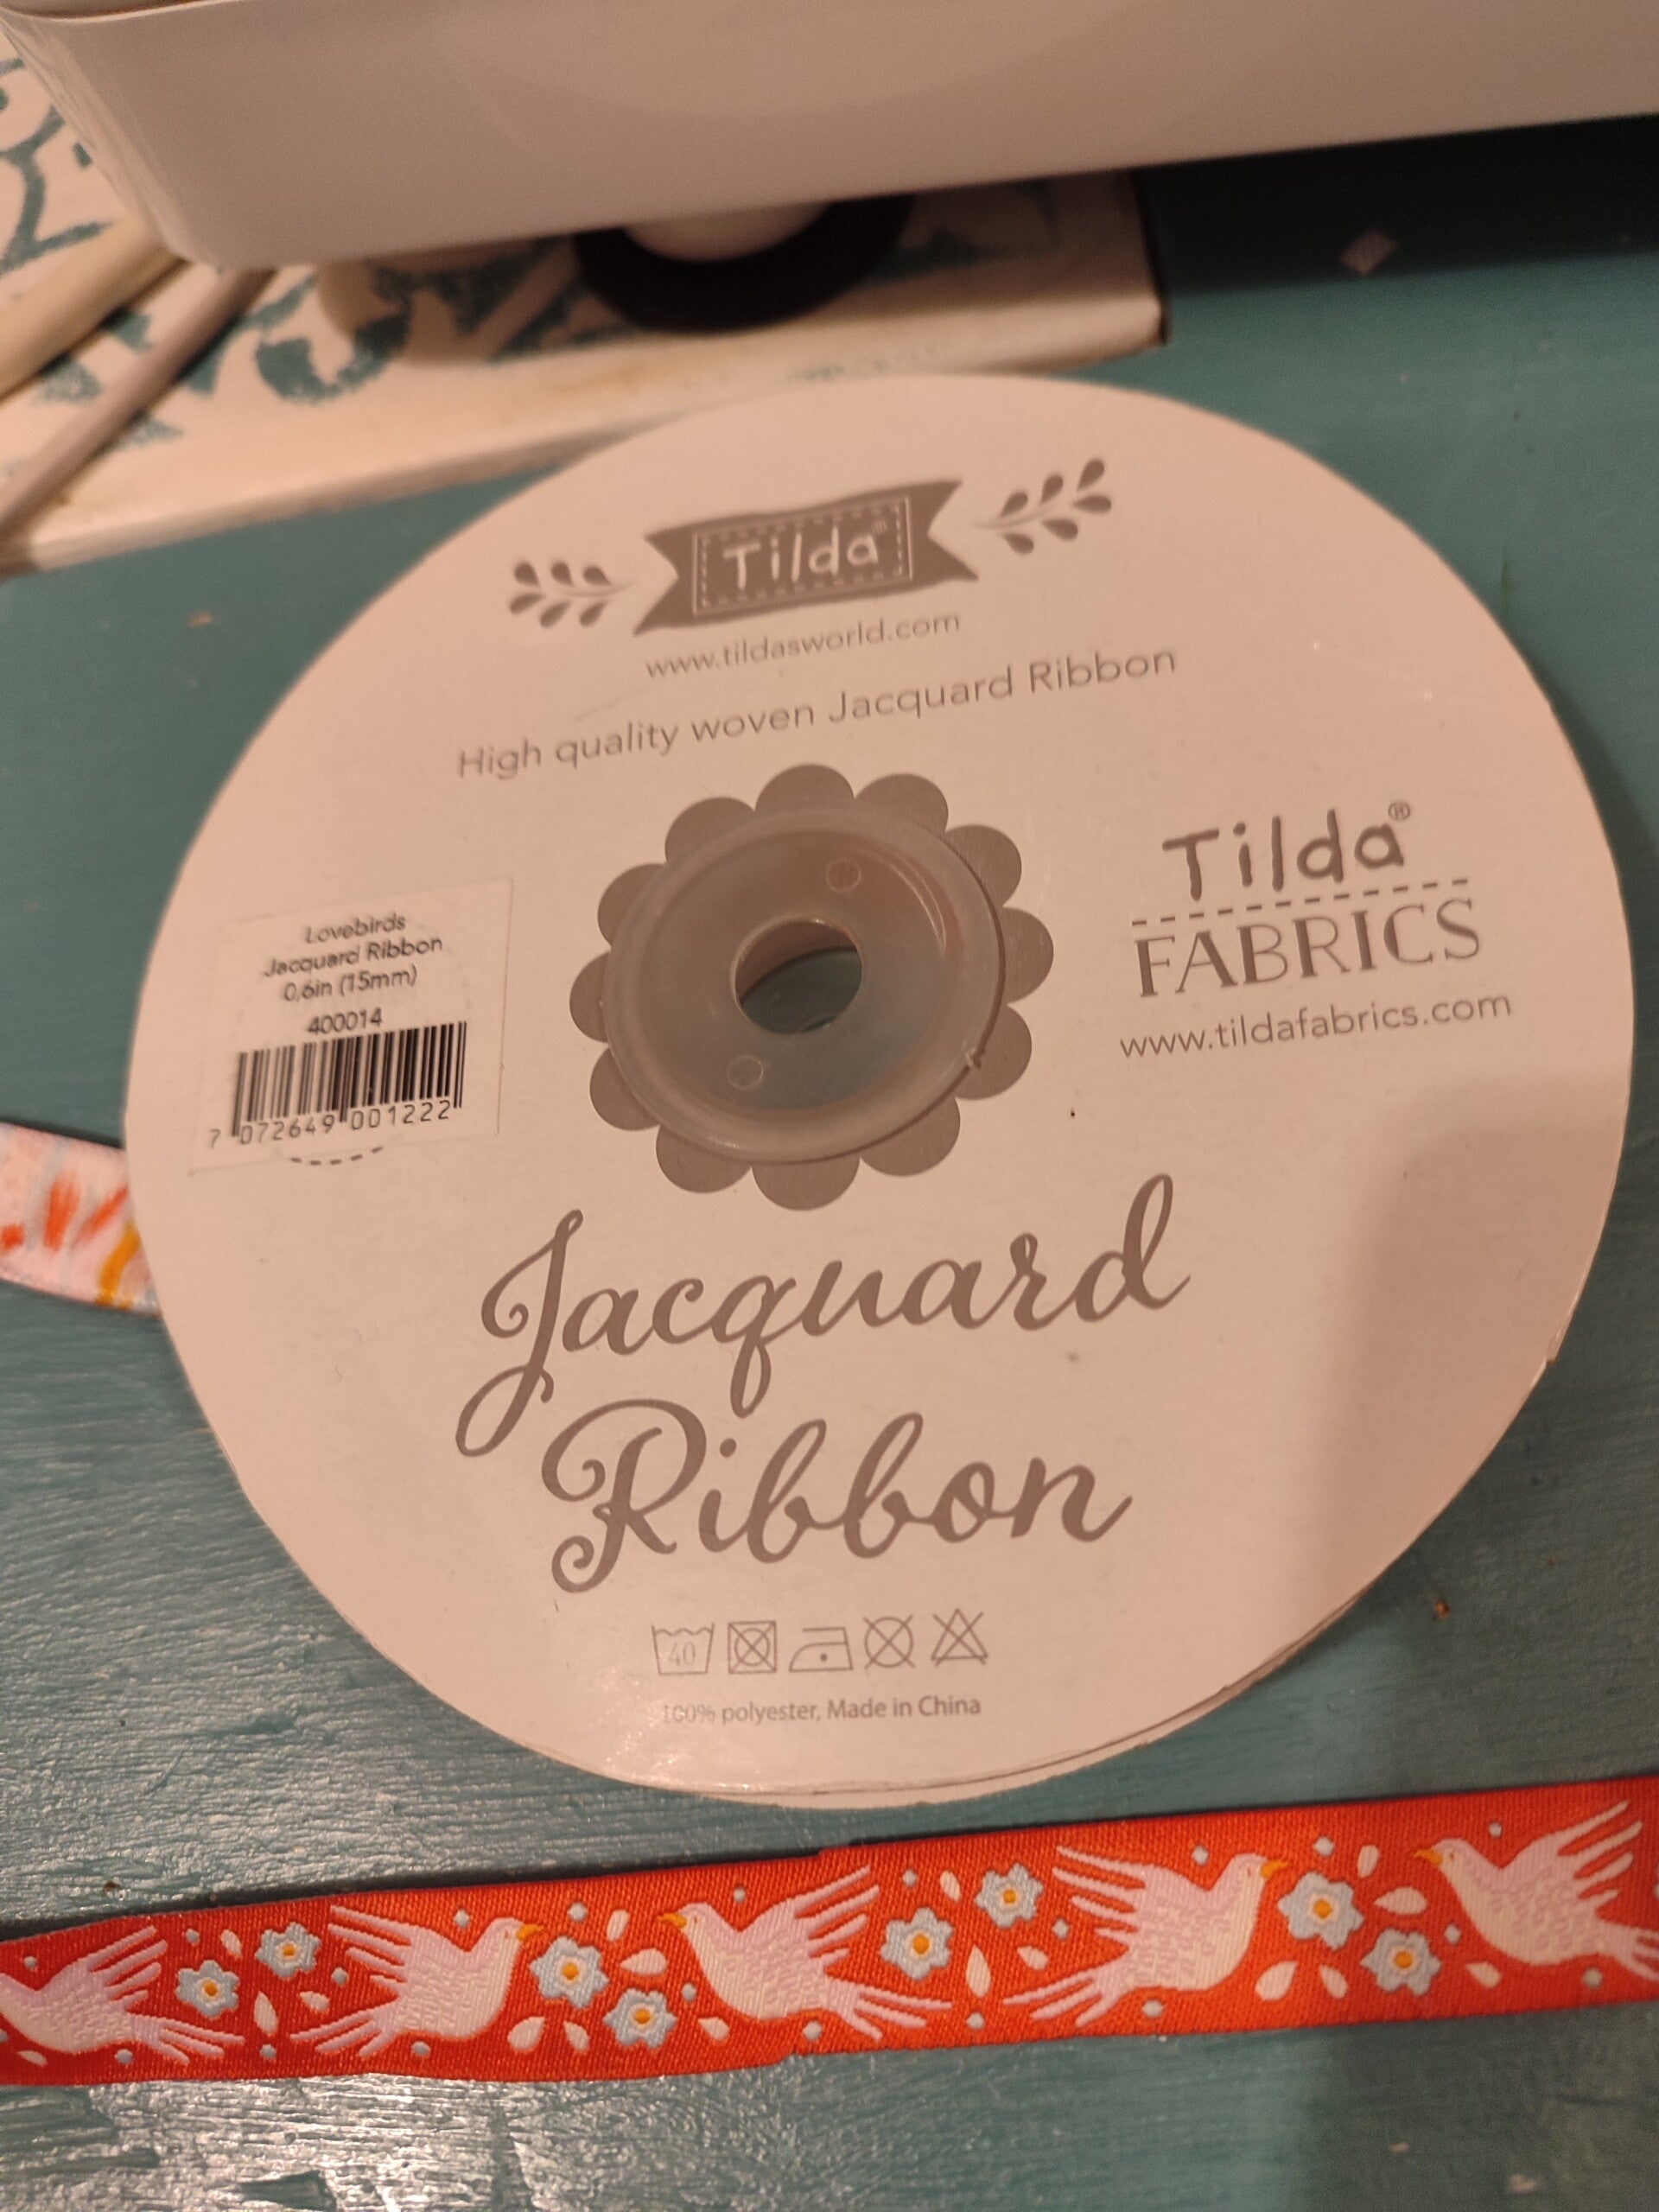 Tilda®
www.tildasworld.com
High quality woven Jacquard Ribbon
Tilda®
FABRICS
www.tildafabrics.com
Lovebirds
Jacquard Ribbon
0,6in (15mm)
400014
7 072649 001222
Jacquard
Ribbon
40
100% polyester, Made in China